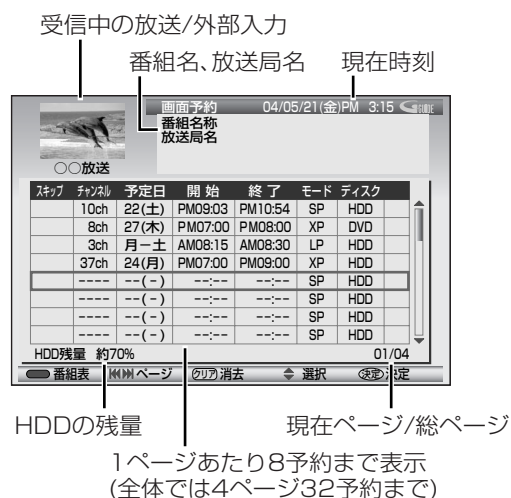 受信中の放送/外部入力
番組名、放送局名
現在時刻
画面予約 04/05/21(金)PM 3:15 GUIDE
番組名称
放送局名
○○放送
スキップ チャンネル 予定日 開始 終了 モード ディスク
10ch 22(土) PM09:03 PM10:54 SP HDD
8ch 27(木) PM07:00 PM08:00 XP DVD
3ch 月ー土 AM08:15 AM08:30 LP HDD
37ch 24(月) PM07:00 PM09:00 XP HDD
---- --(-) --:-- --:-- SP HDD
---- --(-) --:-- --:-- SP HDD
---- --(-) --:-- --:-- SP HDD
---- --(-) --:-- --:-- SP HDD
HDD残量 約70% 01/04
番組表 ページ クリア 消去 選択 決定 決定
HDDの残量
現在ページ/総ページ
1ページあたり8予約まで表示
(全体では4ページ32予約まで)